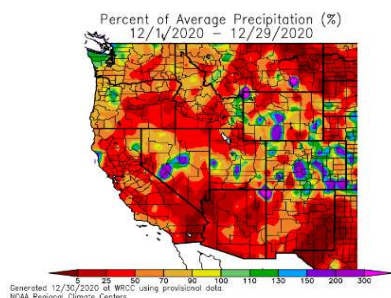 Percent of Average Precipitation (%)
12/1/2020 – 12/29/2020
5 25 50 70 90 100 110 130 150 200 300
Generated 12/30/2020 at WRCC using provisional data.
NOAA Regional Climate Centers